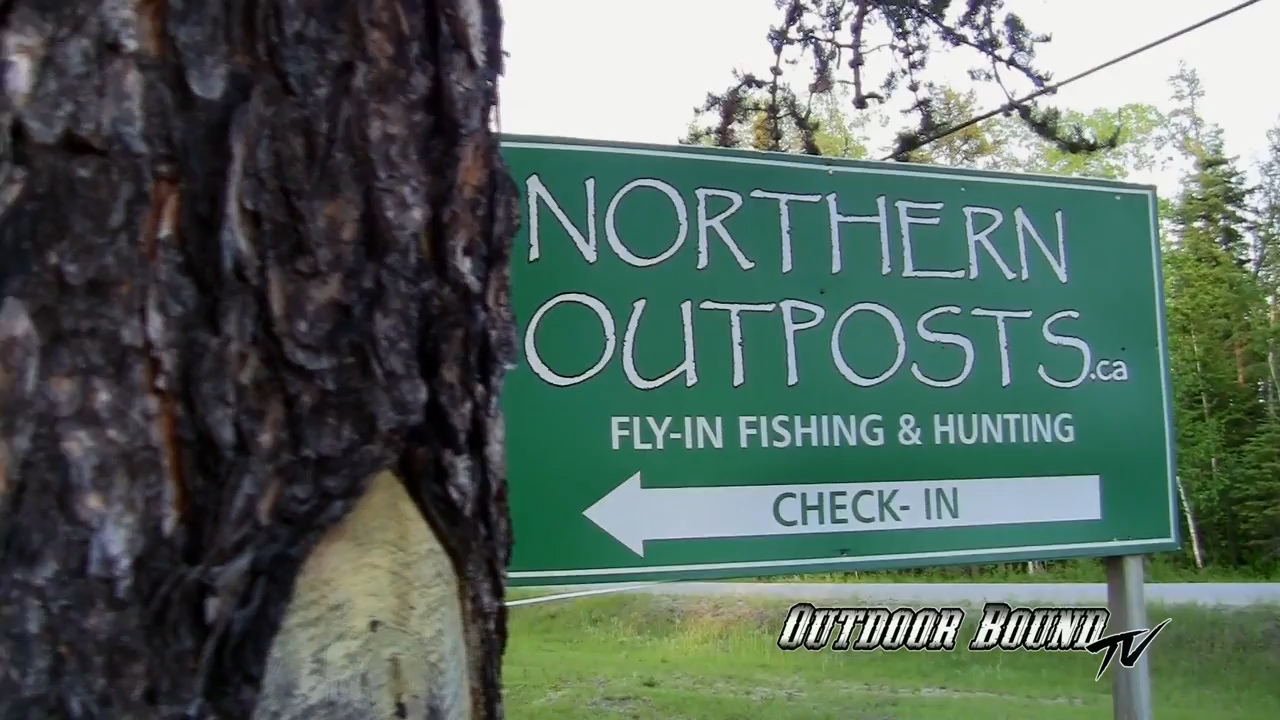 NORTHERN
OUTPOSTS.ca
FLY-IN FISHING & HUNTING
CHECK- IN
OUTDOOR BOUND TV